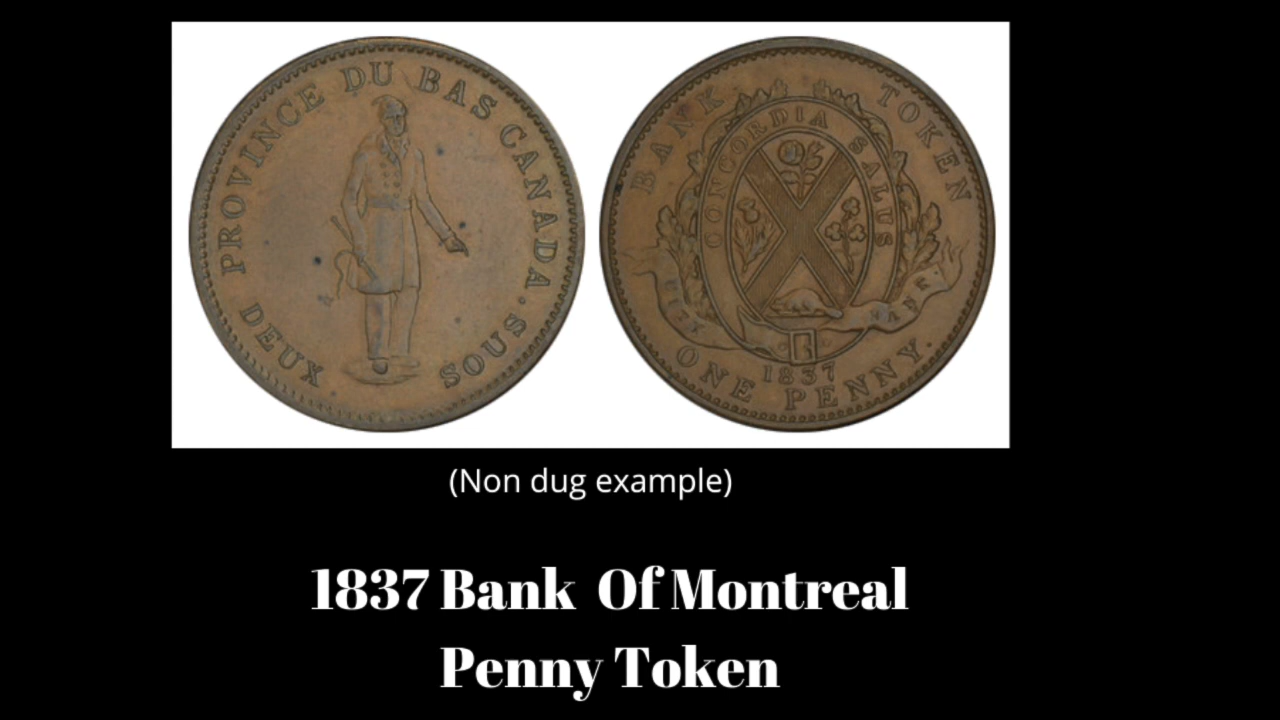 PROVINCE DU BAS CANADA.
DEUX SOUS
BANK TOKEN
CONCORDIA SALUS
BANK
1837
ONE PENNY.
(Non dug example)
1837 Bank Of Montreal
Penny Token